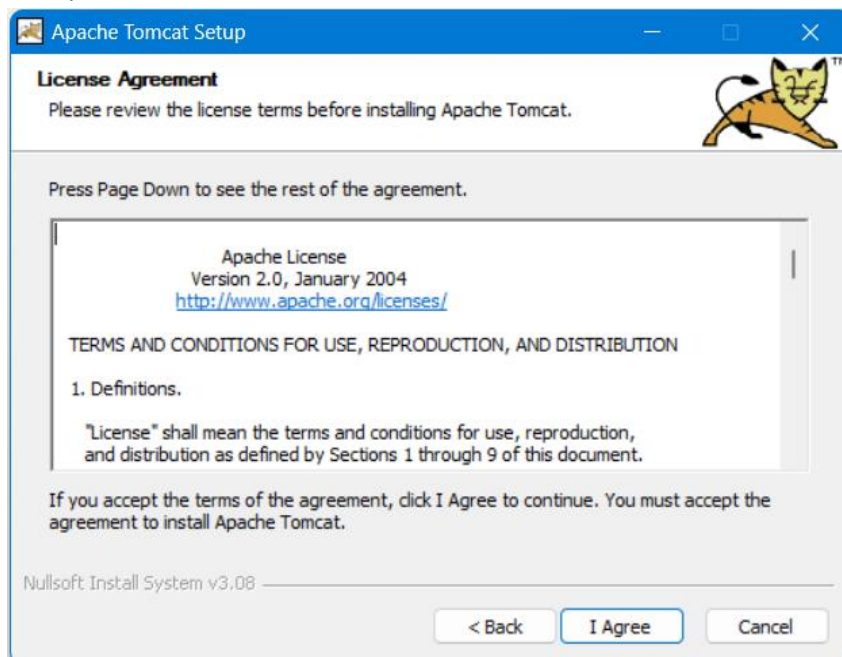 Apache Tomcat Setup
License Agreement
Please review the license terms before installing Apache Tomcat.
TM
Press Page Down to see the rest of the agreement.
Apache License
Version 2.0, January 2004
http://www.apache.org/licenses/
TERMS AND CONDITIONS FOR USE, REPRODUCTION, AND DISTRIBUTION
1. Definitions.
"License" shall mean the terms and conditions for use, reproduction,
and distribution as defined by Sections 1 through 9 of this document.
If you accept the terms of the agreement, click I Agree to continue. You must accept the
agreement to install Apache Tomcat.
Nullsoft Install System v3.08
< Back I Agree Cancel